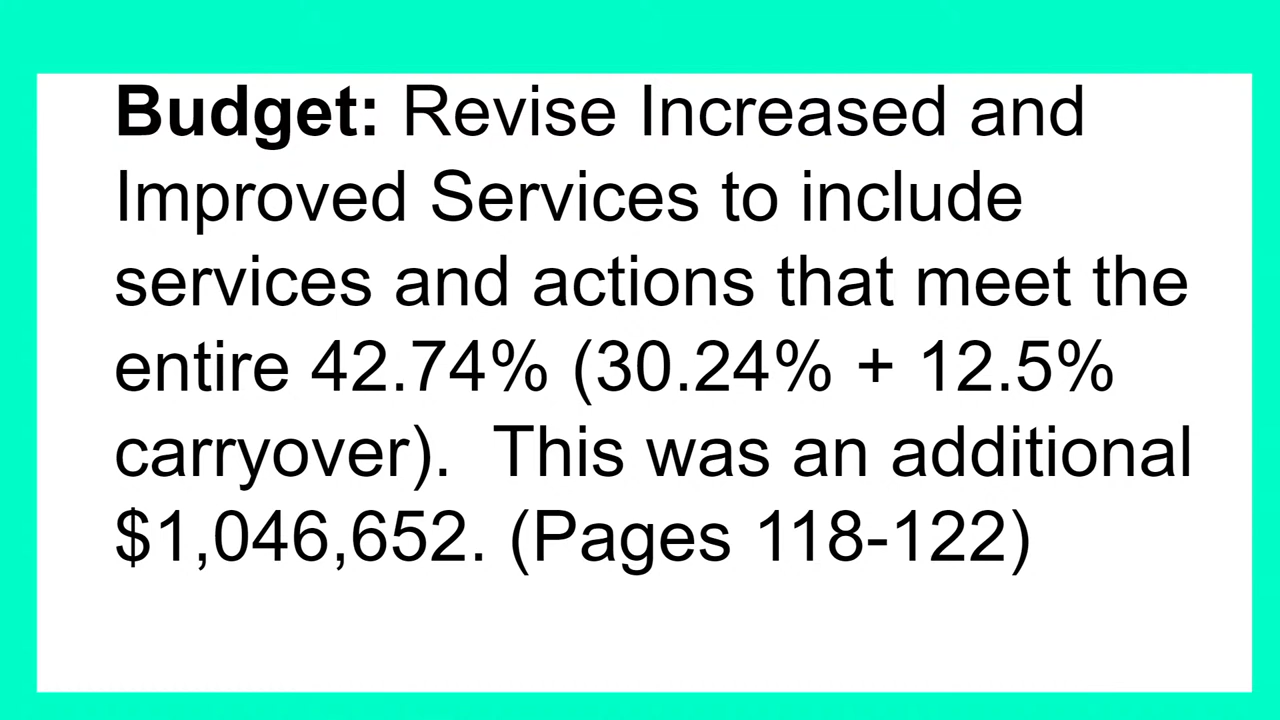 Budget: Revise Increased and
Improved Services to include
services and actions that meet the
entire 42.74% (30.24% + 12.5%
carryover).  This was an additional
$1,046,652. (Pages 118-122)